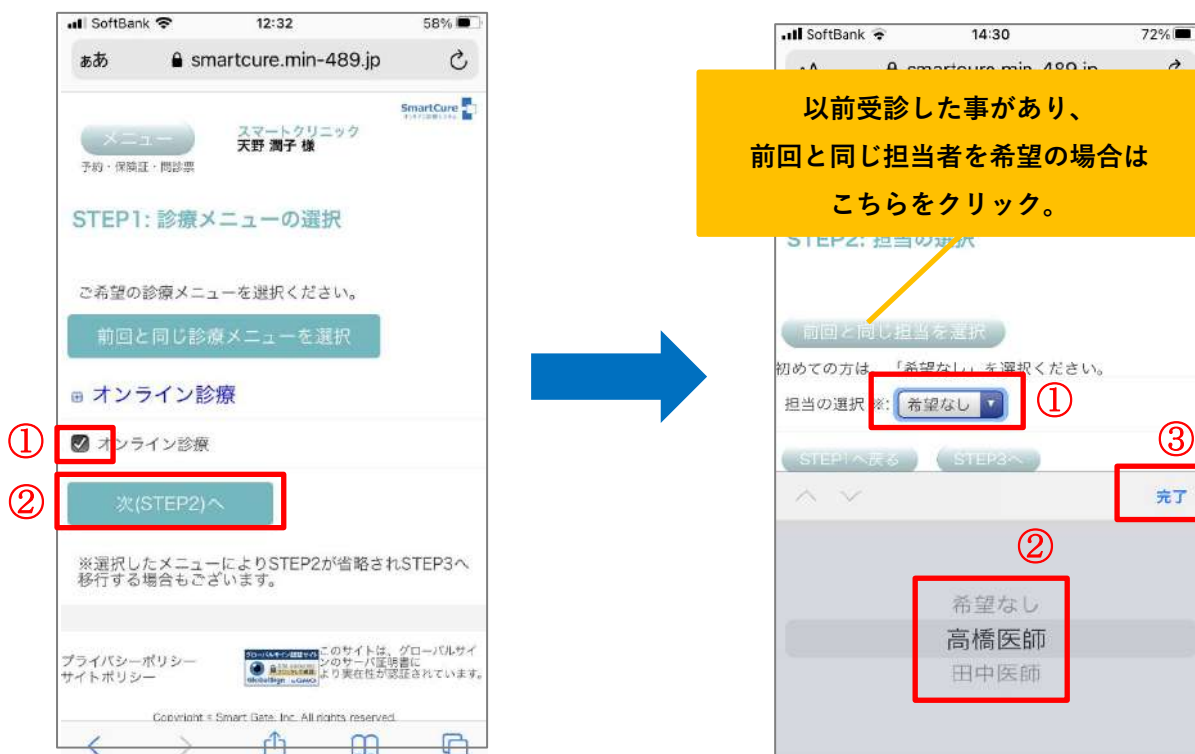 SoftBank 12:32 58%
ぁあ smartcure.min-489.jp
SmartCure
メニュー
スマートクリニック
天野 潤子 様
予約・保険証・問診票
STEP1: 診療メニューの選択
ご希望の診療メニューを選択ください。
前回と同じ診療メニューを選択
オンライン診療
① オンライン診療
② 次(STEP2)へ
※選択したメニューによりSTEP2が省略されSTEP3へ
移行する場合もございます。
プライバシーポリシー
サイトポリシー
このサイトは、グローバルサイ
ンのサーバ証明書に
より実在性が認証されています。
Copyright © Smart Gate, Inc. All rights reserved.
SoftBank 14:30 72%
smartcure.min-489.jp
以前受診した事があり、
前回と同じ担当者を希望の場合は
こちらをクリック。
STEP2: 担当の選択
前回と同じ担当を選択
初めての方は、「希望なし」を選択ください。
担当の選択 ※: 希望なし ①
STEP1へ戻る STEP3へ
③
完了
②
希望なし
高橋医師
田中医師